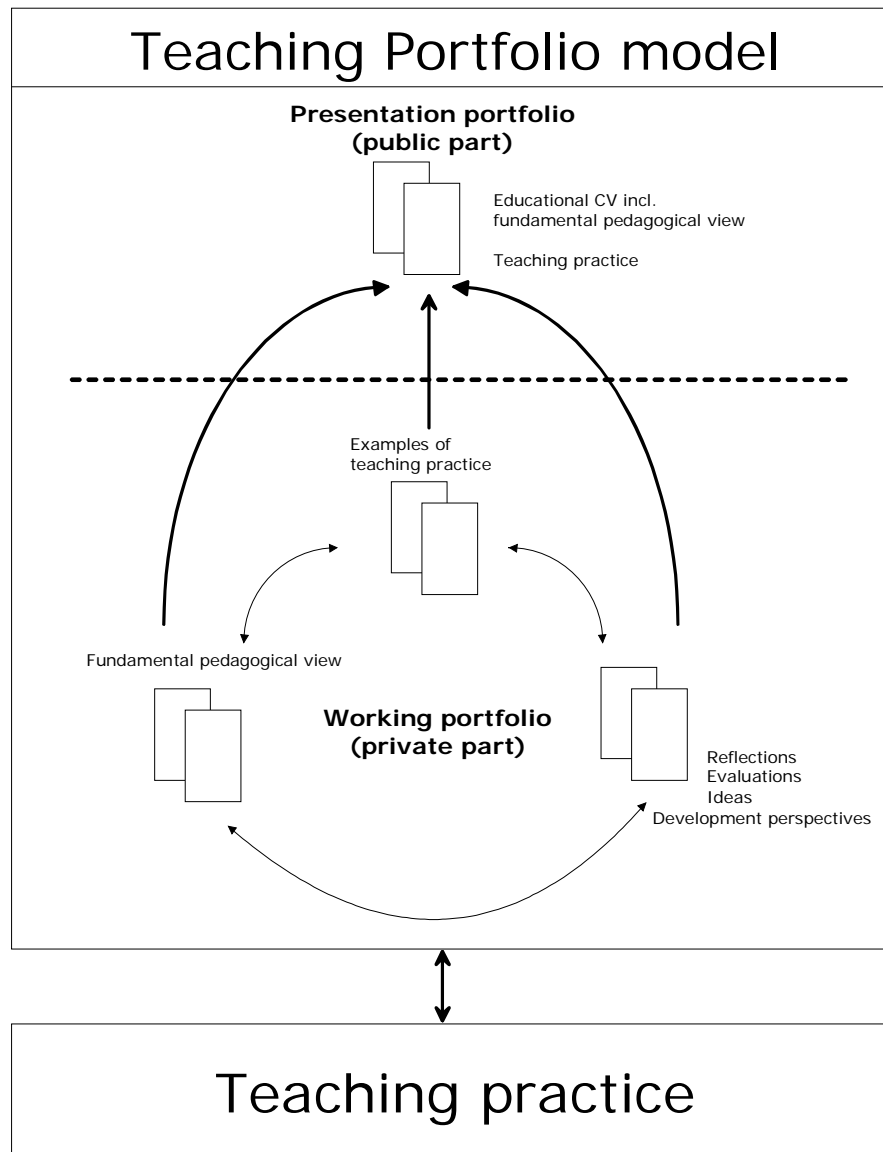 Teaching Portfolio model
Presentation portfolio
(public part)
Educational CV incl.
fundamental pedagogical view
Teaching practice
Examples of
teaching practice
Fundamental pedagogical view
Working portfolio
(private part)
Reflections
Evaluations
Ideas
Development perspectives
Teaching practice